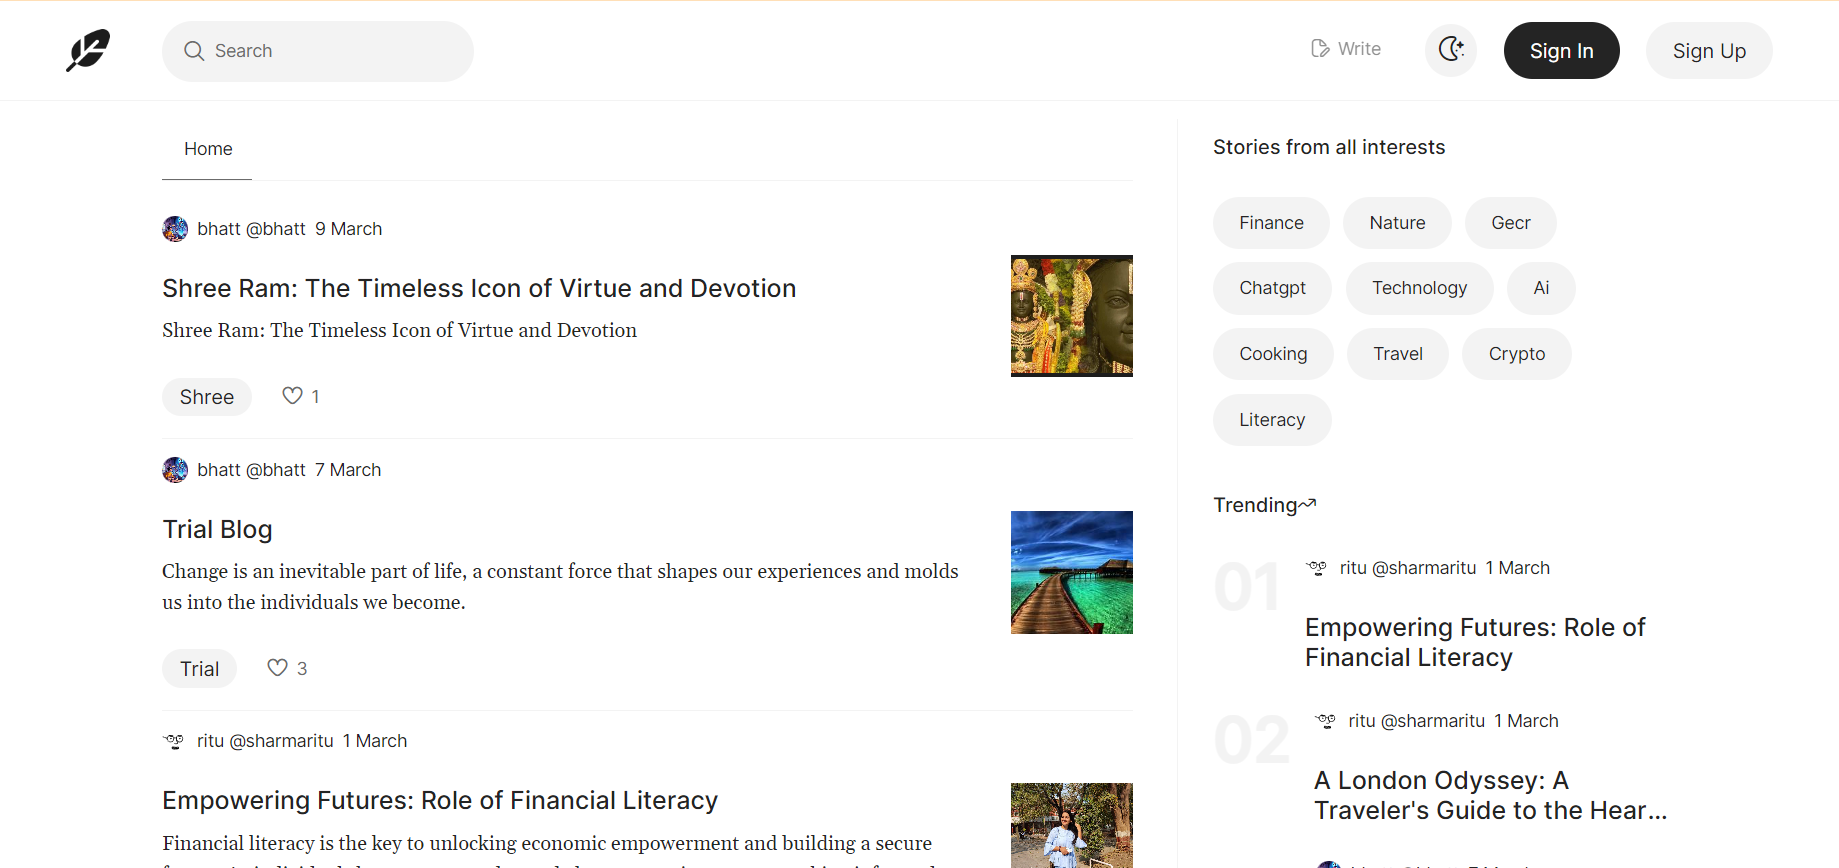 Search
Write
Sign In
Sign Up
Home
bhatt @bhatt 9 March
Shree Ram: The Timeless Icon of Virtue and Devotion
Shree Ram: The Timeless Icon of Virtue and Devotion
Shree
1
bhatt @bhatt 7 March
Trial Blog
Change is an inevitable part of life, a constant force that shapes our experiences and molds
us into the individuals we become.
Trial
3
ritu @sharmaritu 1 March
Empowering Futures: Role of Financial Literacy
Financial literacy is the key to unlocking economic empowerment and building a secure
Stories from all interests
Finance
Nature
Gecr
Chatgpt
Technology
Ai
Cooking
Travel
Crypto
Literacy
Trending
01
ritu @sharmaritu 1 March
Empowering Futures: Role of
Financial Literacy
02
ritu @sharmaritu 1 March
A London Odyssey: A
Traveler's Guide to the Hear...